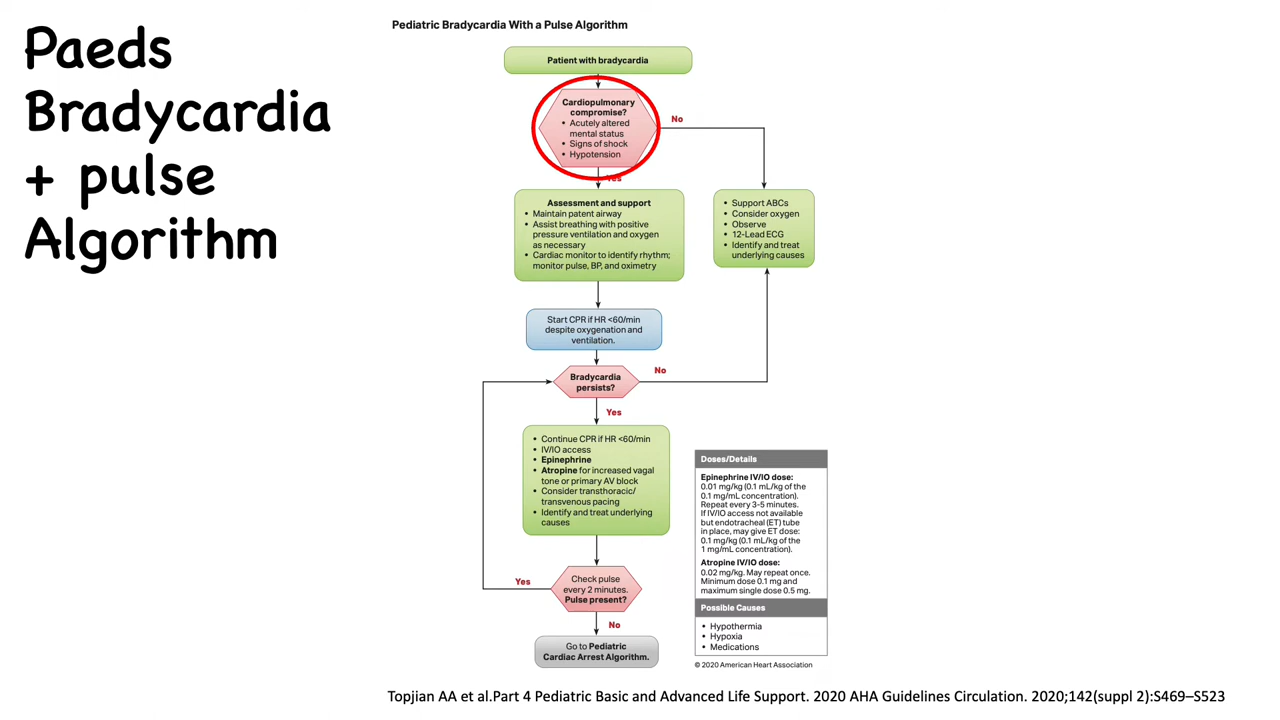 Paeds
Bradycardia
+ pulse
Algorithm
Pediatric Bradycardia With a Pulse Algorithm
Patient with bradycardia
Cardiopulmonary
compromise?
• Acutely altered
mental status
• Signs of shock
• Hypotension
No
Yes
Assessment and support
• Maintain patent airway
• Assist breathing with positive
pressure ventilation and oxygen
as necessary
• Cardiac monitor to identify rhythm;
monitor pulse, BP, and oximetry
• Support ABCs
• Consider oxygen
• Observe
• 12-Lead ECG
• Identify and treat
underlying causes
Start CPR if HR <60/min
despite oxygenation and
ventilation.
Bradycardia
persists?
No
Yes
• Continue CPR if HR <60/min
• IV/IO access
• Epinephrine
• Atropine for increased vagal
tone or primary AV block
• Consider transthoracic/
transvenous pacing
• Identify and treat underlying
causes
Check pulse
every 2 minutes.
Pulse present?
Yes
No
Go to Pediatric
Cardiac Arrest Algorithm.
Doses/Details
Epinephrine IV/IO dose:
0.01 mg/kg (0.1 mL/kg of the
0.1 mg/mL concentration).
Repeat every 3-5 minutes.
If IV/IO access not available
but endotracheal (ET) tube
in place, may give ET dose:
0.1 mg/kg (0.1 mL/kg of the
1 mg/mL concentration).
Atropine IV/IO dose:
0.02 mg/kg. May repeat once.
Minimum dose 0.1 mg and
maximum single dose 0.5 mg.
Possible Causes
• Hypothermia
• Hypoxia
• Medications
© 2020 American Heart Association
Topjian AA et al.Part 4 Pediatric Basic and Advanced Life Support. 2020 AHA Guidelines Circulation. 2020;142(suppl 2):S469–S523